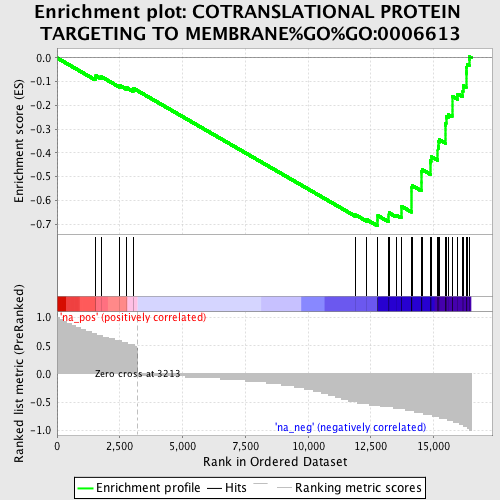 Enrichment plot: COTRANSLATIONAL PROTEIN
TARGETING TO MEMBRANE%GO%GO:0006613
Enrichment score (ES)
0.0
-0.1
-0.2
-0.3
-0.4
-0.5
-0.6
-0.7
Ranked list metric (PreRanked)
1.0
0.5
0.0
-0.5
-1.0
'na_pos' (positively correlated)
Zero cross at 3213
'na_neg' (negatively correlated)
0
2,500
5,000
7,500
10,000
12,500
15,000
Rank in Ordered Dataset
Enrichment profile
Hits
Ranking metric scores